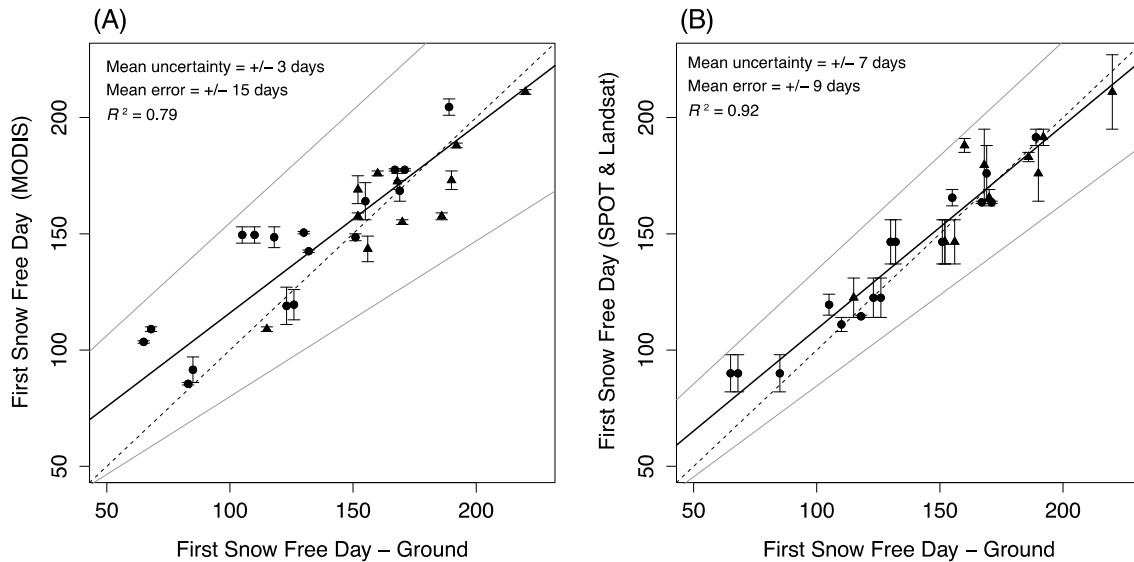 (A)
Mean uncertainty = +/− 3 days
Mean error = +/− 15 days
R² = 0.79
First Snow Free Day (MODIS)
50
100
150
200
50
100
150
200
First Snow Free Day − Ground
(B)
Mean uncertainty = +/− 7 days
Mean error = +/− 9 days
R² = 0.92
First Snow Free Day (SPOT & Landsat)
50
100
150
200
50
100
150
200
First Snow Free Day − Ground